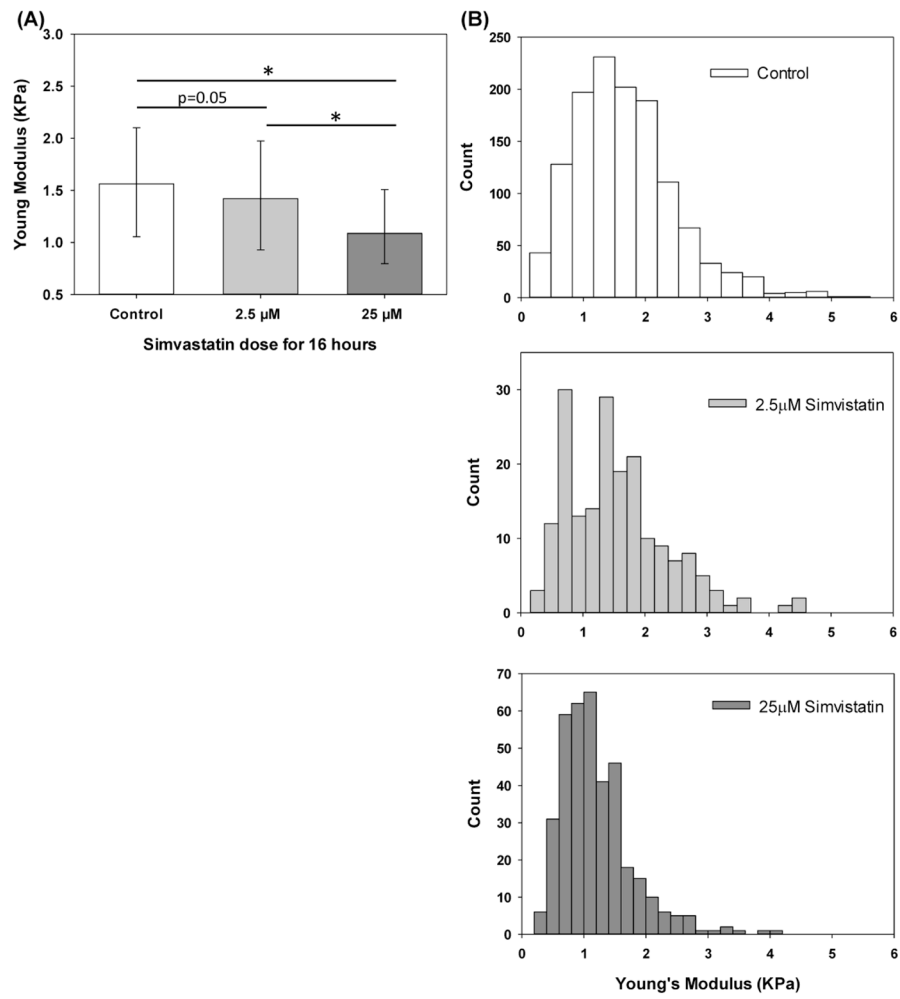 (A)
3.0
2.5
2.0
1.5
1.0
0.5
Young Modulus (KPa)
*
p=0.05
*
Control
2.5 µM
25 µM
Simvastatin dose for 16 hours
(B)
250
200
150
100
50
0
Count
Control
0 1 2 3 4 5 6
30
20
10
0
Count
2.5µM Simvistatin
0 1 2 3 4 5 6
70
60
50
40
30
20
10
0
Count
25µM Simvistatin
0 1 2 3 4 5 6
Young's Modulus (KPa)